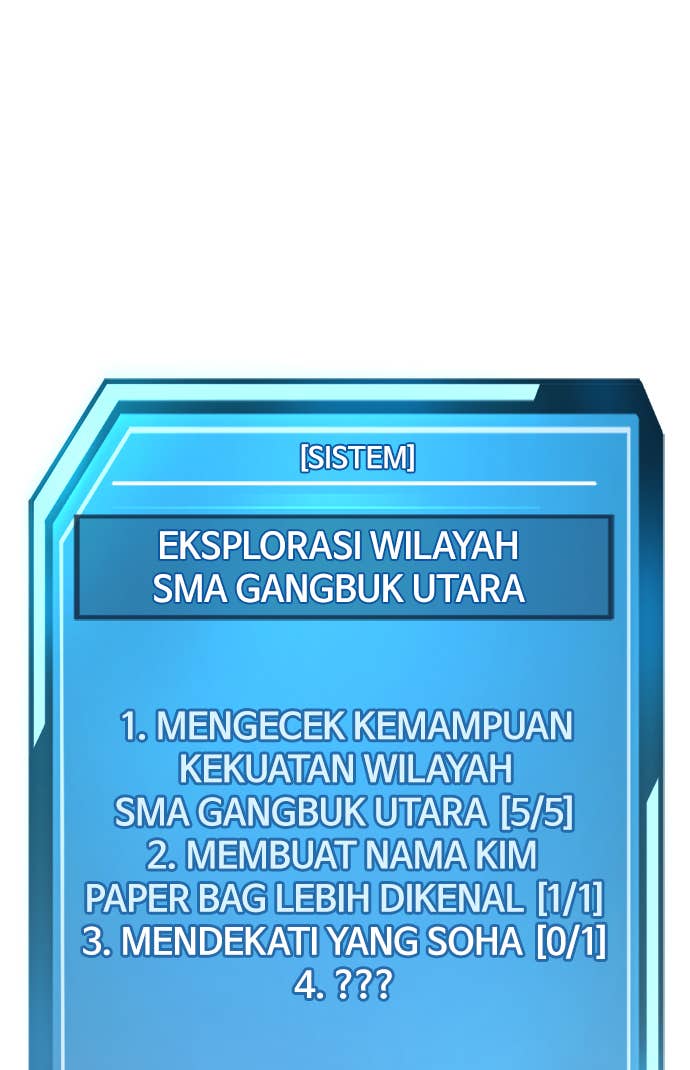 [SISTEM]
EKSPLORASI WILAYAH
SMA GANGBUK UTARA
1. MENGECEK KEMAMPUAN
KEKUATAN WILAYAH
SMA GANGBUK UTARA [5/5]
2. MEMBUAT NAMA KIM
PAPER BAG LEBIH DIKENAL [1/1]
3. MENDEKATI YANG SOHA [0/1]
4. ???